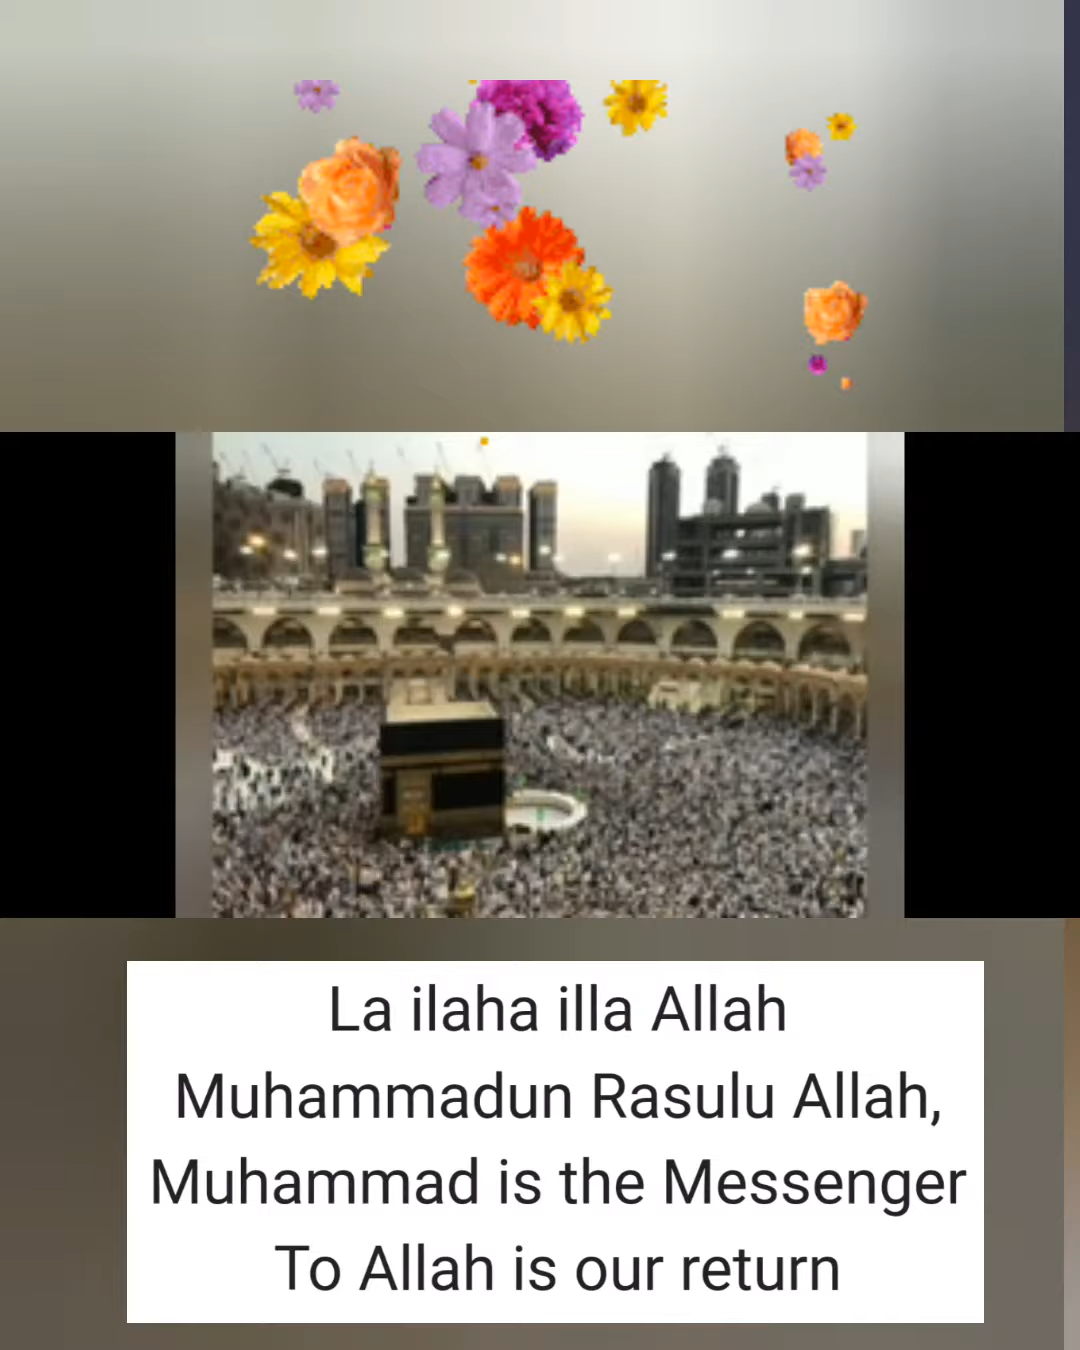 La ilaha illa Allah
Muhammadun Rasulu Allah,
Muhammad is the Messenger
To Allah is our return